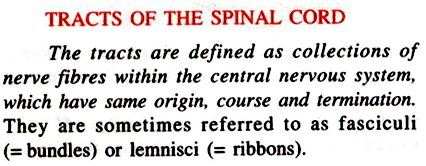 TRACTS OF THE SPINAL CORD
The tracts are defined as collections of
nerve fibres within the central nervous system,
which have same origin, course and termination.
They are sometimes referred to as fasciculi
(= bundles) or lemnisci (= ribbons).